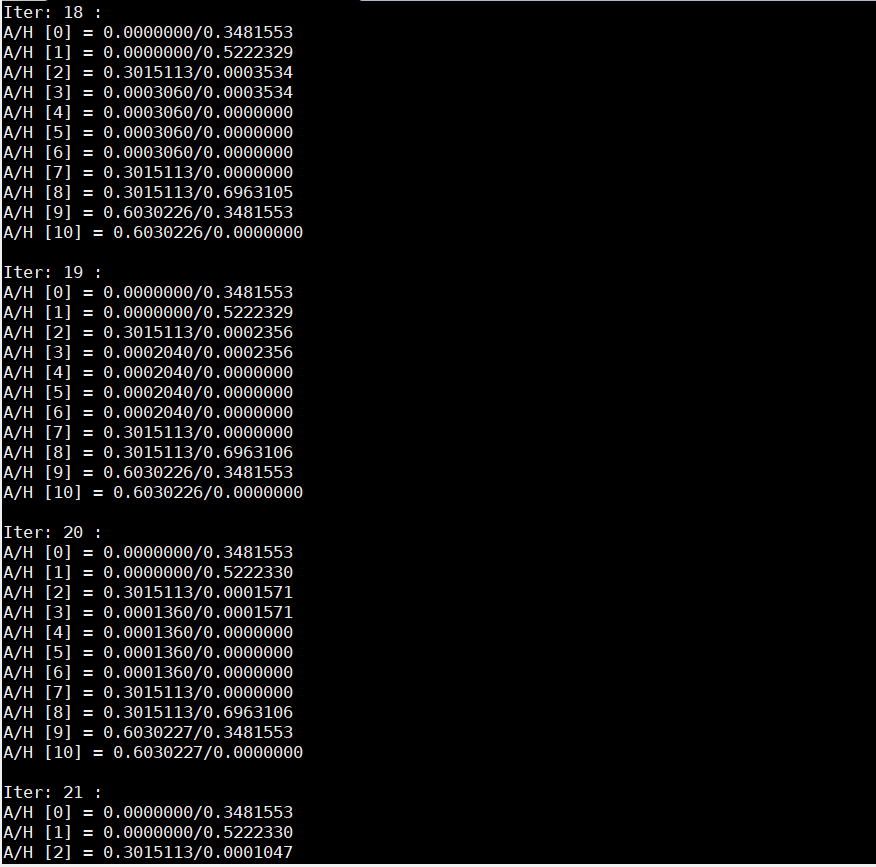 Iter: 18 :
A/H [0] = 0.0000000/0.3481553
A/H [1] = 0.0000000/0.5222329
A/H [2] = 0.3015113/0.0003534
A/H [3] = 0.0003060/0.0003534
A/H [4] = 0.0003060/0.0000000
A/H [5] = 0.0003060/0.0000000
A/H [6] = 0.0003060/0.0000000
A/H [7] = 0.3015113/0.0000000
A/H [8] = 0.3015113/0.6963105
A/H [9] = 0.6030226/0.3481553
A/H [10] = 0.6030226/0.0000000
Iter: 19 :
A/H [0] = 0.0000000/0.3481553
A/H [1] = 0.0000000/0.5222329
A/H [2] = 0.3015113/0.0002356
A/H [3] = 0.0002040/0.0002356
A/H [4] = 0.0002040/0.0000000
A/H [5] = 0.0002040/0.0000000
A/H [6] = 0.0002040/0.0000000
A/H [7] = 0.3015113/0.0000000
A/H [8] = 0.3015113/0.6963106
A/H [9] = 0.6030226/0.3481553
A/H [10] = 0.6030226/0.0000000
Iter: 20 :
A/H [0] = 0.0000000/0.3481553
A/H [1] = 0.0000000/0.5222330
A/H [2] = 0.3015113/0.0001571
A/H [3] = 0.0001360/0.0001571
A/H [4] = 0.0001360/0.0000000
A/H [5] = 0.0001360/0.0000000
A/H [6] = 0.0001360/0.0000000
A/H [7] = 0.3015113/0.0000000
A/H [8] = 0.3015113/0.6963106
A/H [9] = 0.6030227/0.3481553
A/H [10] = 0.6030227/0.0000000
Iter: 21 :
A/H [0] = 0.0000000/0.3481553
A/H [1] = 0.0000000/0.5222330
A/H [2] = 0.3015113/0.0001047